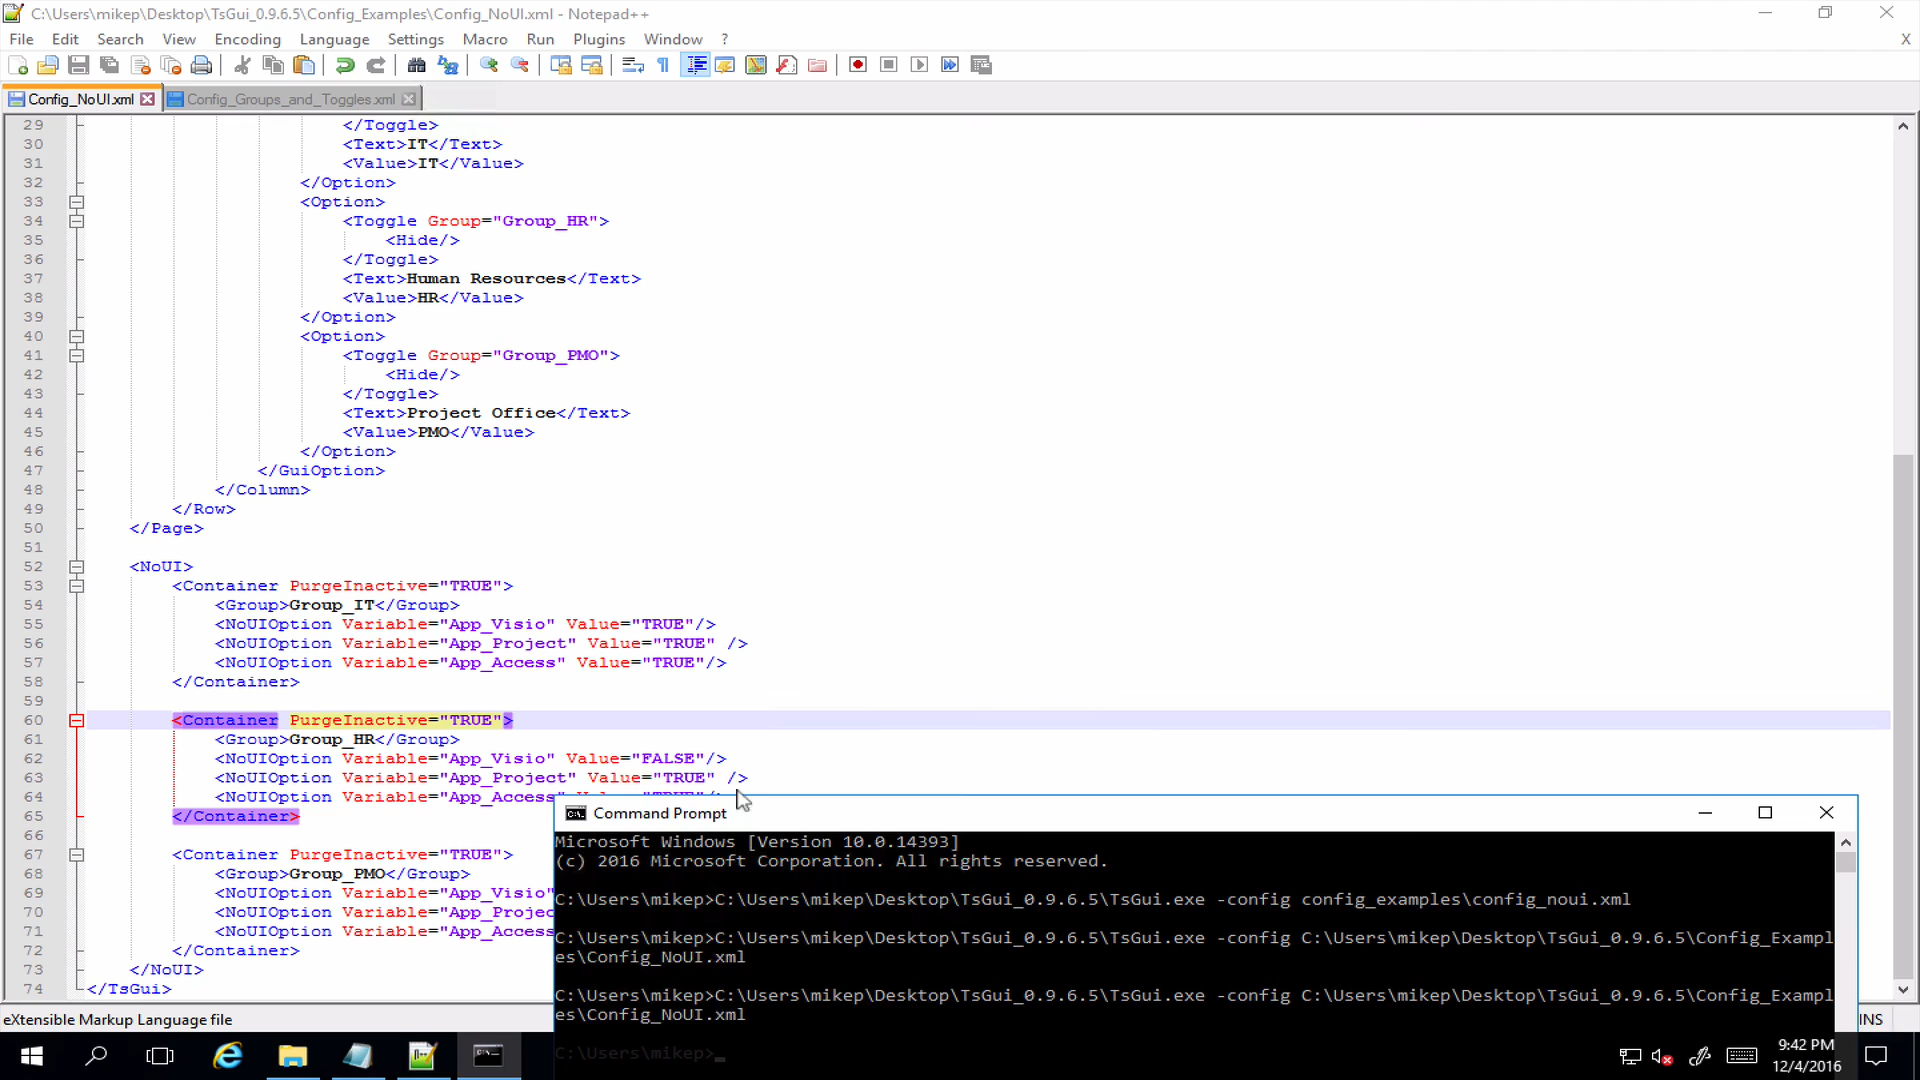 C:\Users\mikep\Desktop\TsGui_0.9.6.5\Config_Examples\Config_NoUI.xml - Notepad++
File Edit Search View Encoding Language Settings Macro Run Plugins Window ? X
Config_NoUI.xml Config_Groups_and_Toggles.xml
29 </Toggle>
30 <Text>IT</Text>
31 <Value>IT</Value>
32 </Option>
33 <Option>
34 <Toggle Group="Group_HR">
35 <Hide/>
36 </Toggle>
37 <Text>Human Resources</Text>
38 <Value>HR</Value>
39 </Option>
40 <Option>
41 <Toggle Group="Group_PMO">
42 <Hide/>
43 </Toggle>
44 <Text>Project Office</Text>
45 <Value>PMO</Value>
46 </Option>
47 </GuiOption>
48 </Column>
49 </Row>
50 </Page>
51
52 <NoUI>
53 <Container PurgeInactive="TRUE">
54 <Group>Group_IT</Group>
55 <NoUIOption Variable="App_Visio" Value="TRUE"/>
56 <NoUIOption Variable="App_Project" Value="TRUE" />
57 <NoUIOption Variable="App_Access" Value="TRUE"/>
58 </Container>
59
60 <Container PurgeInactive="TRUE">
61 <Group>Group_HR</Group>
62 <NoUIOption Variable="App_Visio" Value="FALSE"/>
63 <NoUIOption Variable="App_Project" Value="TRUE" />
64 <NoUIOption Variable="App_Access
65 </Container>
66
67 <Container PurgeInactive="TRUE">
68 <Group>Group_PMO</Group>
69 <NoUIOption Variable="App_Visio"
70 <NoUIOption Variable="App_Projec
71 <NoUIOption Variable="App_Access
72 </Container>
73 </NoUI>
74 </TsGui>
Command Prompt
Microsoft Windows [Version 10.0.14393]
(c) 2016 Microsoft Corporation. All rights reserved.
C:\Users\mikep>C:\Users\mikep\Desktop\TsGui_0.9.6.5\TsGui.exe -config config_examples\config_noui.xml
C:\Users\mikep>C:\Users\mikep\Desktop\TsGui_0.9.6.5\TsGui.exe -config C:\Users\mikep\Desktop\TsGui_0.9.6.5\Config_Exampl
es\Config_NoUI.xml
C:\Users\mikep>C:\Users\mikep\Desktop\TsGui_0.9.6.5\TsGui.exe -config C:\Users\mikep\Desktop\TsGui_0.9.6.5\Config_Exampl
es\Config_NoUI.xml
C:\Users\mikep>_
eXtensible Markup Language file INS
9:42 PM
12/4/2016